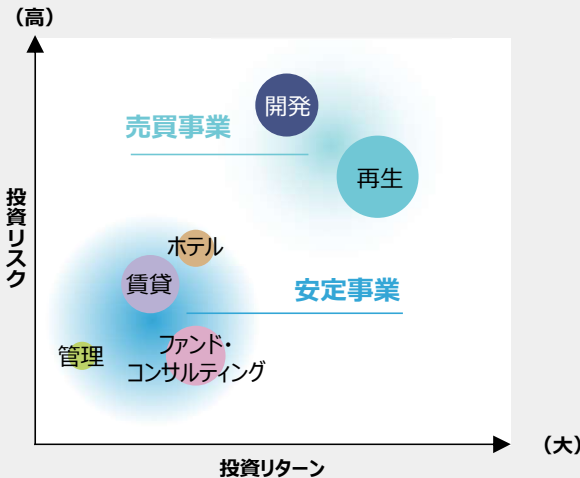 （高）
開発
売買事業
再生
投資リスク
ホテル
賃貸
安定事業
ファンド・
コンサルティング
管理
（大）
投資リターン